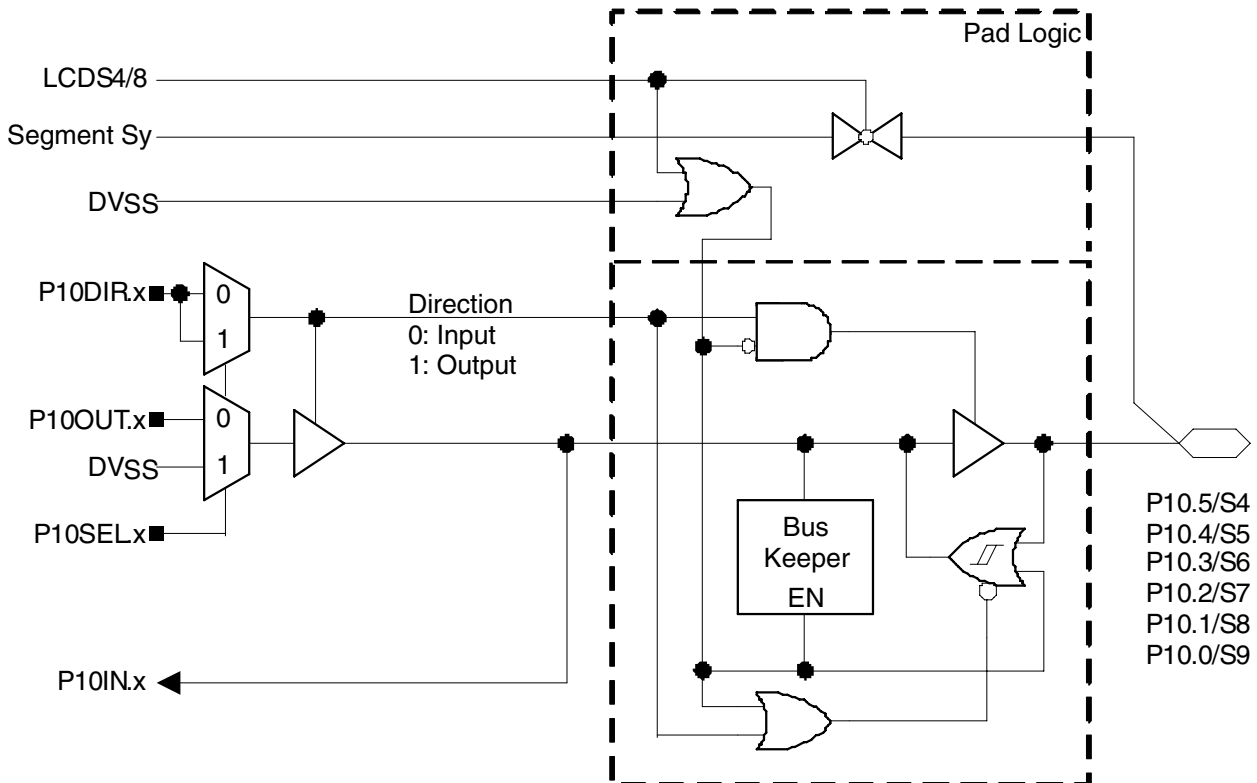 Pad Logic
LCDS4/8
Segment Sy
DVSS
P10DIR.x
0
1
Direction
0: Input
1: Output
P10OUT.x
0
DVSS
1
P10SEL.x
Bus
Keeper
EN
P10.5/S4
P10.4/S5
P10.3/S6
P10.2/S7
P10.1/S8
P10.0/S9
P10IN.x